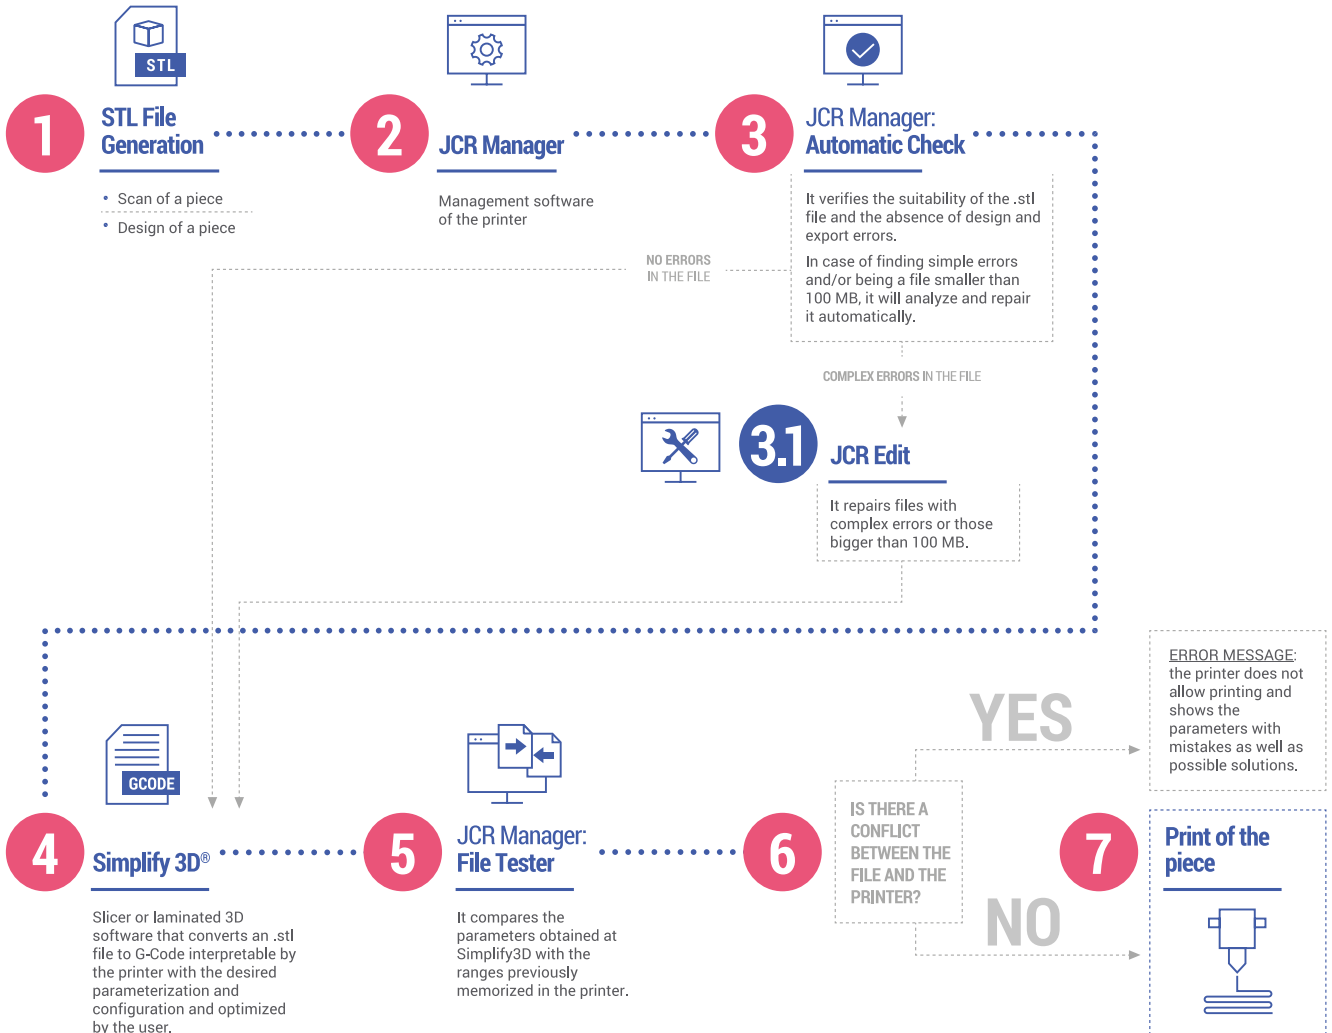 STL
1
STL File
Generation
• Scan of a piece
• Design of a piece
2
JCR Manager
Management software
of the printer
3
JCR Manager:
Automatic Check
It verifies the suitability of the .stl
file and the absence of design and
export errors.
In case of finding simple errors
and/or being a file smaller than
100 MB, it will analyze and repair
it automatically.
NO ERRORS
IN THE FILE
COMPLEX ERRORS IN THE FILE
3.1
JCR Edit
It repairs files with
complex errors or those
bigger than 100 MB.
GCODE
4
Simplify 3D®
Slicer or laminated 3D
software that converts an .stl
file to G-Code interpretable by
the printer with the desired
parameterization and
configuration and optimized
by the user.
5
JCR Manager:
File Tester
It compares the
parameters obtained at
Simplify3D with the
ranges previously
memorized in the printer.
6
IS THERE A
CONFLICT
BETWEEN THE
FILE AND THE
PRINTER?
YES
ERROR MESSAGE:
the printer does not
allow printing and
shows the
parameters with
mistakes as well as
possible solutions.
NO
7
Print of the
piece